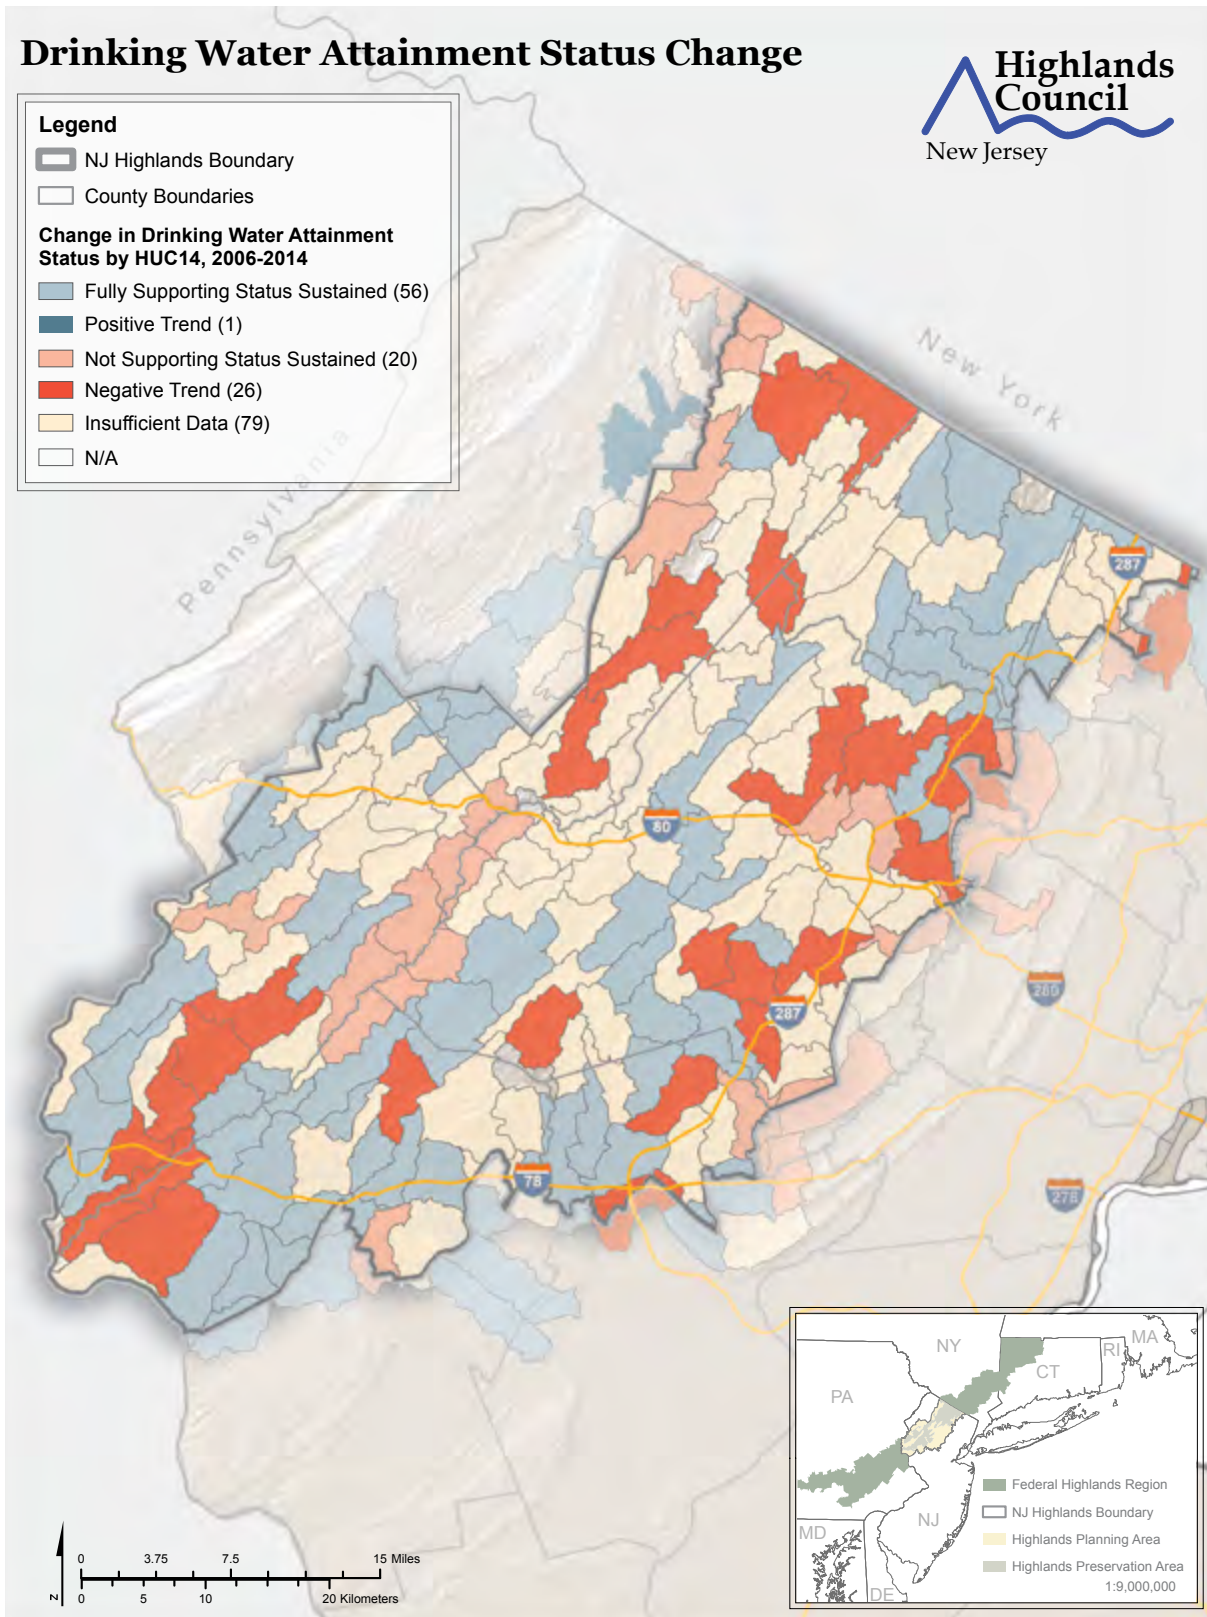 Drinking Water Attainment Status Change
Highlands
Council
New Jersey
Legend
NJ Highlands Boundary
County Boundaries
Change in Drinking Water Attainment
Status by HUC14, 2006-2014
Fully Supporting Status Sustained (56)
Positive Trend (1)
Not Supporting Status Sustained (20)
Negative Trend (26)
Insufficient Data (79)
N/A
New York
Pennsylvania
287
80
280
287
78
278
NY
MA
RI
CT
PA
NJ
MD
DE
Federal Highlands Region
NJ Highlands Boundary
Highlands Planning Area
Highlands Preservation Area
1:9,000,000
N
0 3.75 7.5 15 Miles
0 5 10 20 Kilometers